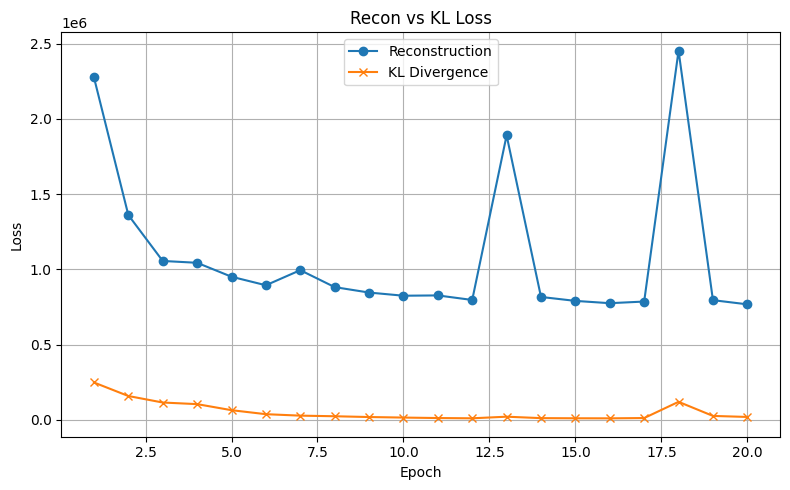 Recon vs KL Loss
1e6
Reconstruction
KL Divergence
2.5
2.0
1.5
1.0
0.5
0.0
Loss
2.5 5.0 7.5 10.0 12.5 15.0 17.5 20.0
Epoch